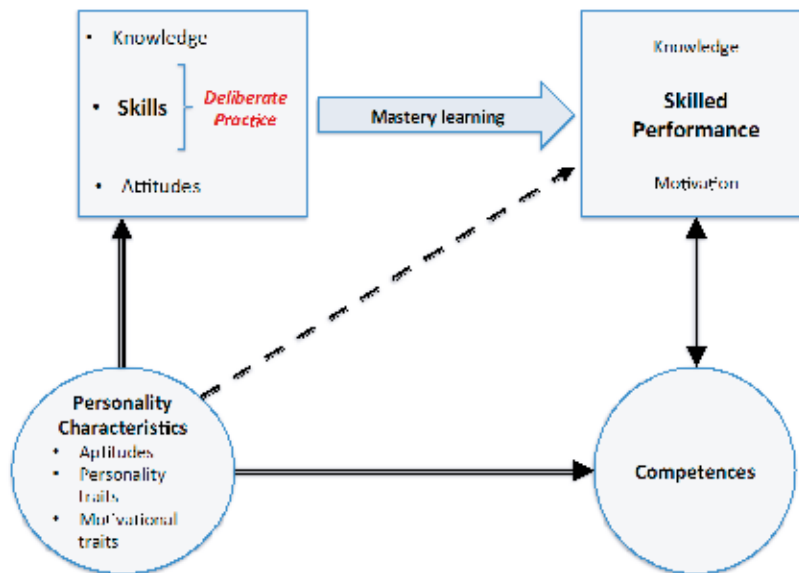 • Knowledge
• Skills
Deliberate
Practice
• Attitudes
Mastery learning
Knowledge
Skilled
Performance
Motivation
Personality
Characteristics
• Aptitudes
• Personality
traits
• Motivational
traits
Competences